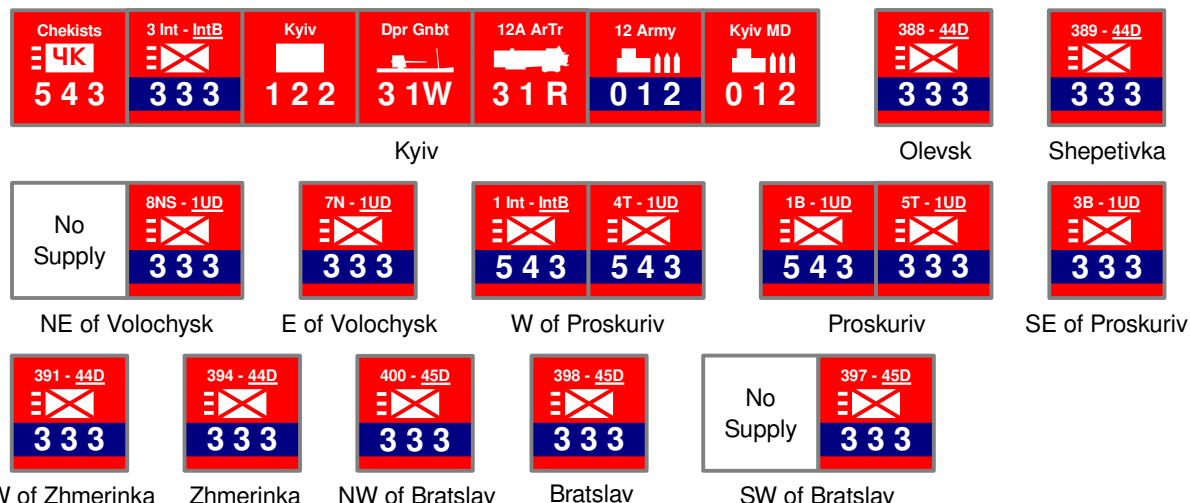 Chekists
ЧК
5 4 3
3 Int - IntB
3 3 3
Kyiv
1 2 2
Dpr Gnbt
3 1W
12A ArTr
3 1 R
12 Army
0 1 2
Kyiv MD
0 1 2
Kyiv
388 - 44D
3 3 3
Olevsk
389 - 44D
3 3 3
Shepetivka
No
Supply
8NS - 1UD
3 3 3
NE of Volochysk
7N - 1UD
3 3 3
E of Volochysk
1 Int - IntB
5 4 3
4T - 1UD
5 4 3
W of Proskuriv
1B - 1UD
5 4 3
5T - 1UD
3 3 3
Proskuriv
3B - 1UD
3 3 3
SE of Proskuriv
391 - 44D
3 3 3
W of Zhmerinka
394 - 44D
3 3 3
Zhmerinka
400 - 45D
3 3 3
NW of Bratslav
398 - 45D
3 3 3
Bratslav
No
Supply
397 - 45D
3 3 3
SW of Bratslav